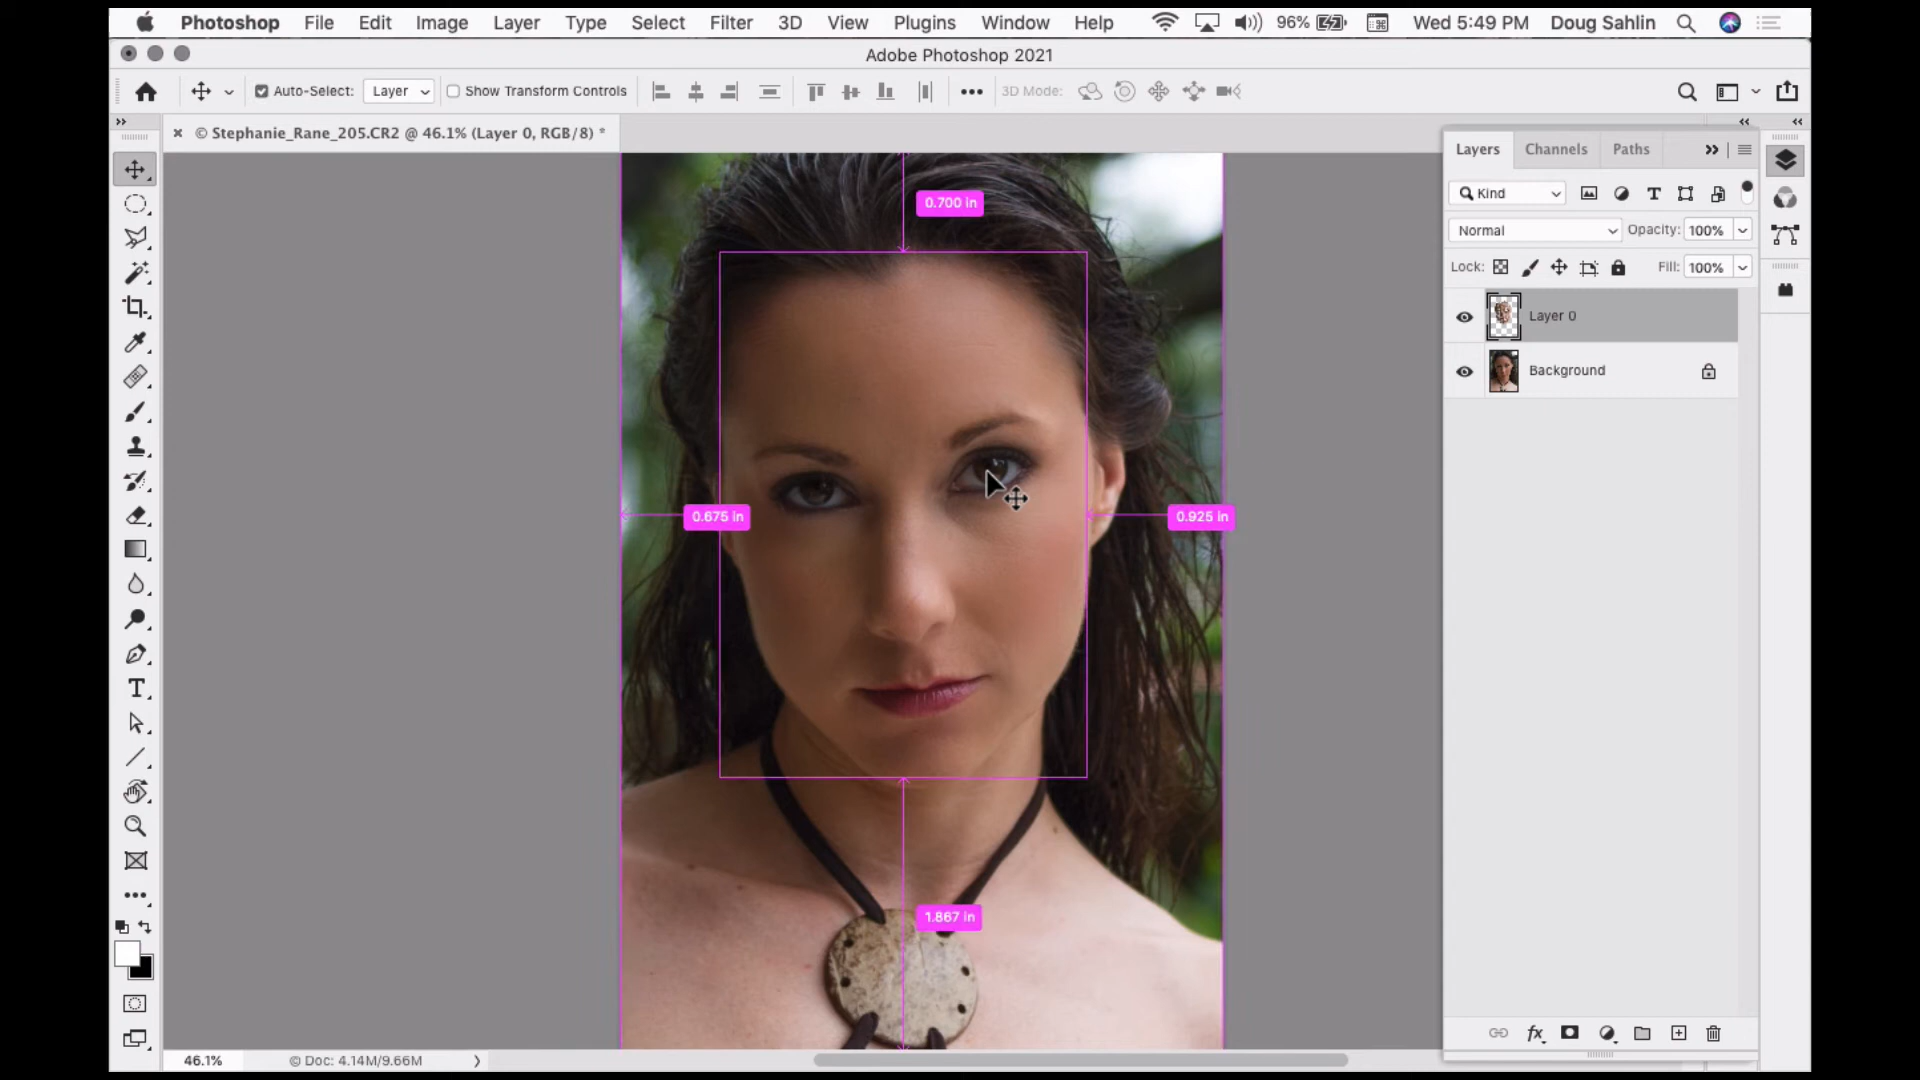 Photoshop File Edit Image Layer Type Select Filter 3D View Plugins Window Help 96% Wed 5:49 PM Doug Sahlin
Adobe Photoshop 2021
Auto-Select: Layer Show Transform Controls 3D Mode:
© Stephanie_Rane_205.CR2 @ 46.1% (Layer 0, RGB/8) *
Layers Channels Paths
Kind
Normal Opacity: 100%
Lock: Fill: 100%
Layer 0
Background
0.700 in
0.675 in
0.925 in
1.867 in
46.1% © Doc: 4.14M/9.66M